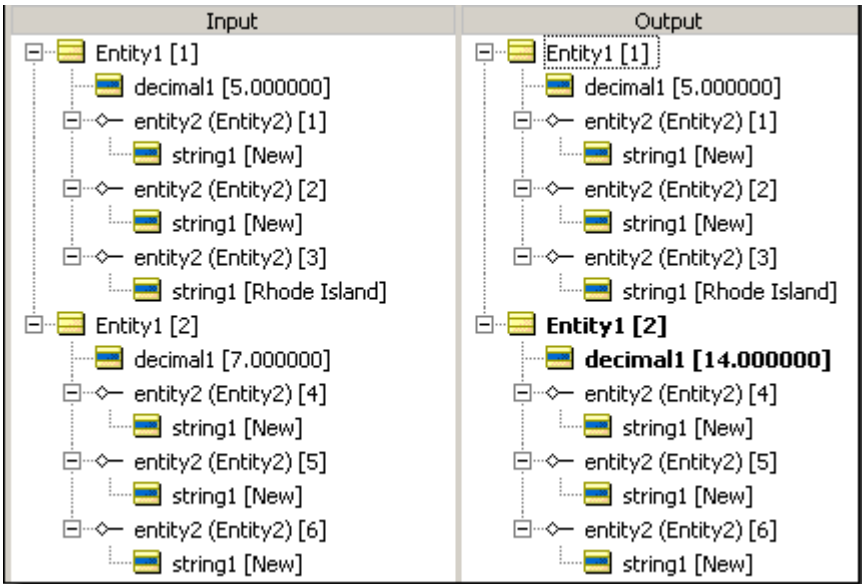 Input
Entity1 [1]
decimal1 [5.000000]
entity2 (Entity2) [1]
string1 [New]
entity2 (Entity2) [2]
string1 [New]
entity2 (Entity2) [3]
string1 [Rhode Island]
Entity1 [2]
decimal1 [7.000000]
entity2 (Entity2) [4]
string1 [New]
entity2 (Entity2) [5]
string1 [New]
entity2 (Entity2) [6]
string1 [New]
Output
Entity1 [1]
decimal1 [5.000000]
entity2 (Entity2) [1]
string1 [New]
entity2 (Entity2) [2]
string1 [New]
entity2 (Entity2) [3]
string1 [Rhode Island]
Entity1 [2]
decimal1 [14.000000]
entity2 (Entity2) [4]
string1 [New]
entity2 (Entity2) [5]
string1 [New]
entity2 (Entity2) [6]
string1 [New]